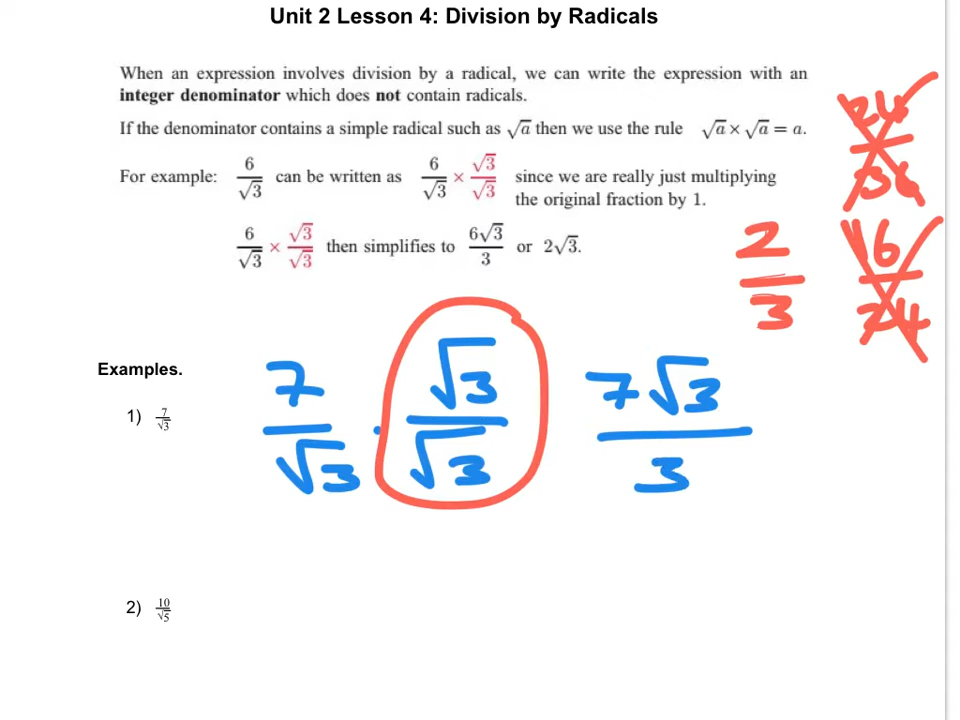 Unit 2 Lesson 4: Division by Radicals
When an expression involves division by a radical, we can write the expression with an
integer denominator which does not contain radicals.
If the denominator contains a simple radical such as √a then we use the rule √a × √a = a.
For example: 6/√3 can be written as 6/√3 × √3/√3 since we are really just multiplying
the original fraction by 1.
6/√3 × √3/√3 then simplifies to 6√3/3 or 2√3.
24/36
2/3
16/24
Examples.
7/√3 · √3/√3 7√3/3
1) 7/√3
2) 10/√5